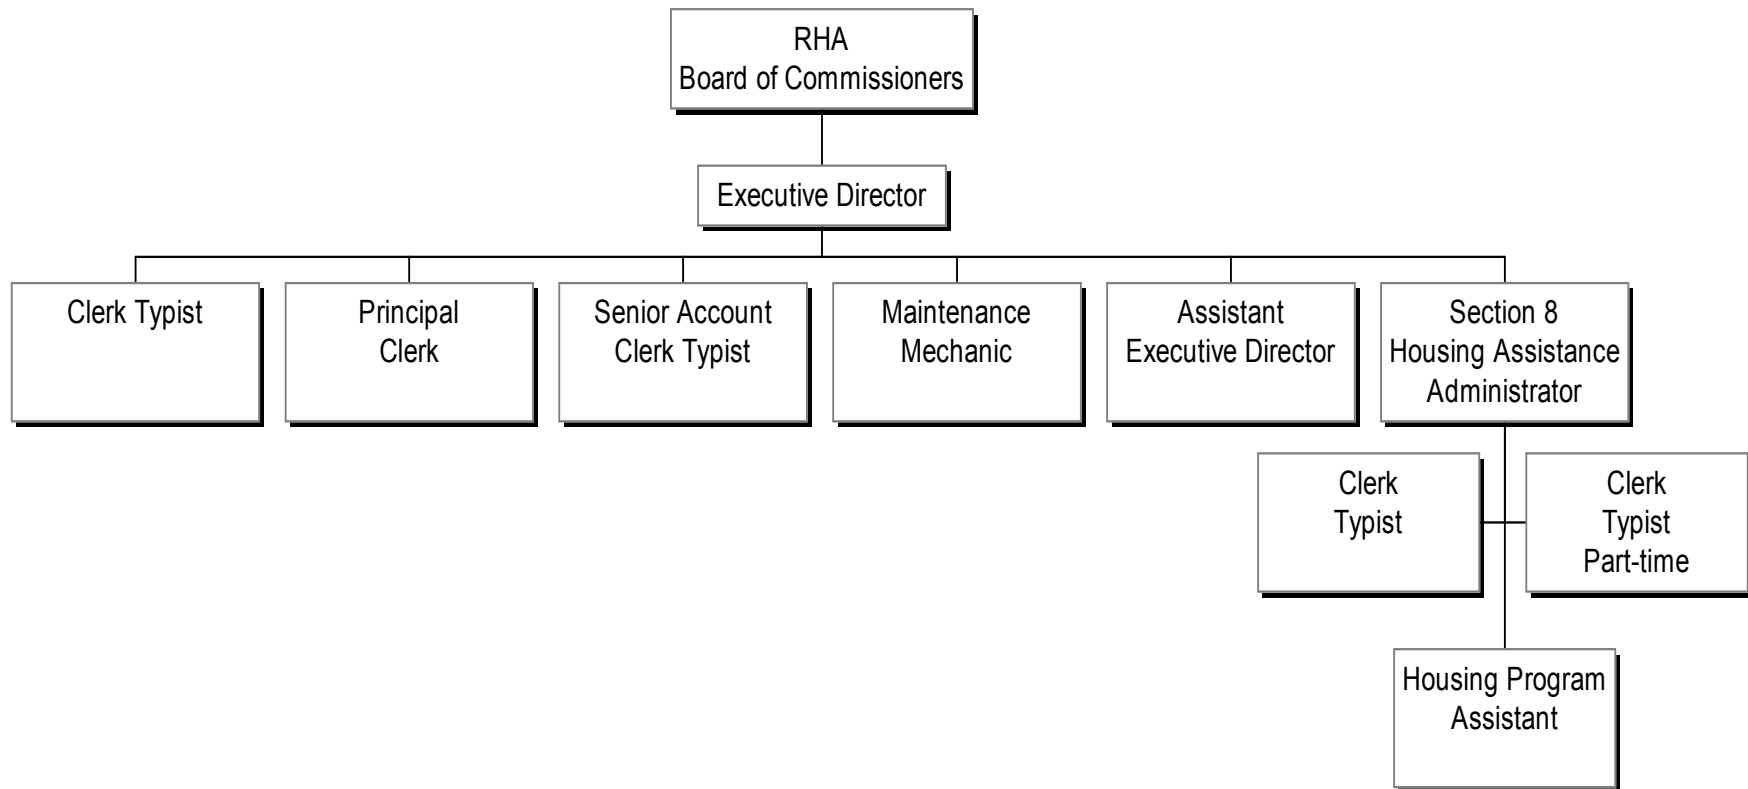 RHA
Board of Commissioners
Executive Director
Clerk Typist
Principal
Clerk
Senior Account
Clerk Typist
Maintenance
Mechanic
Assistant
Executive Director
Section 8
Housing Assistance
Administrator
Clerk
Typist
Clerk
Typist
Part-time
Housing Program
Assistant